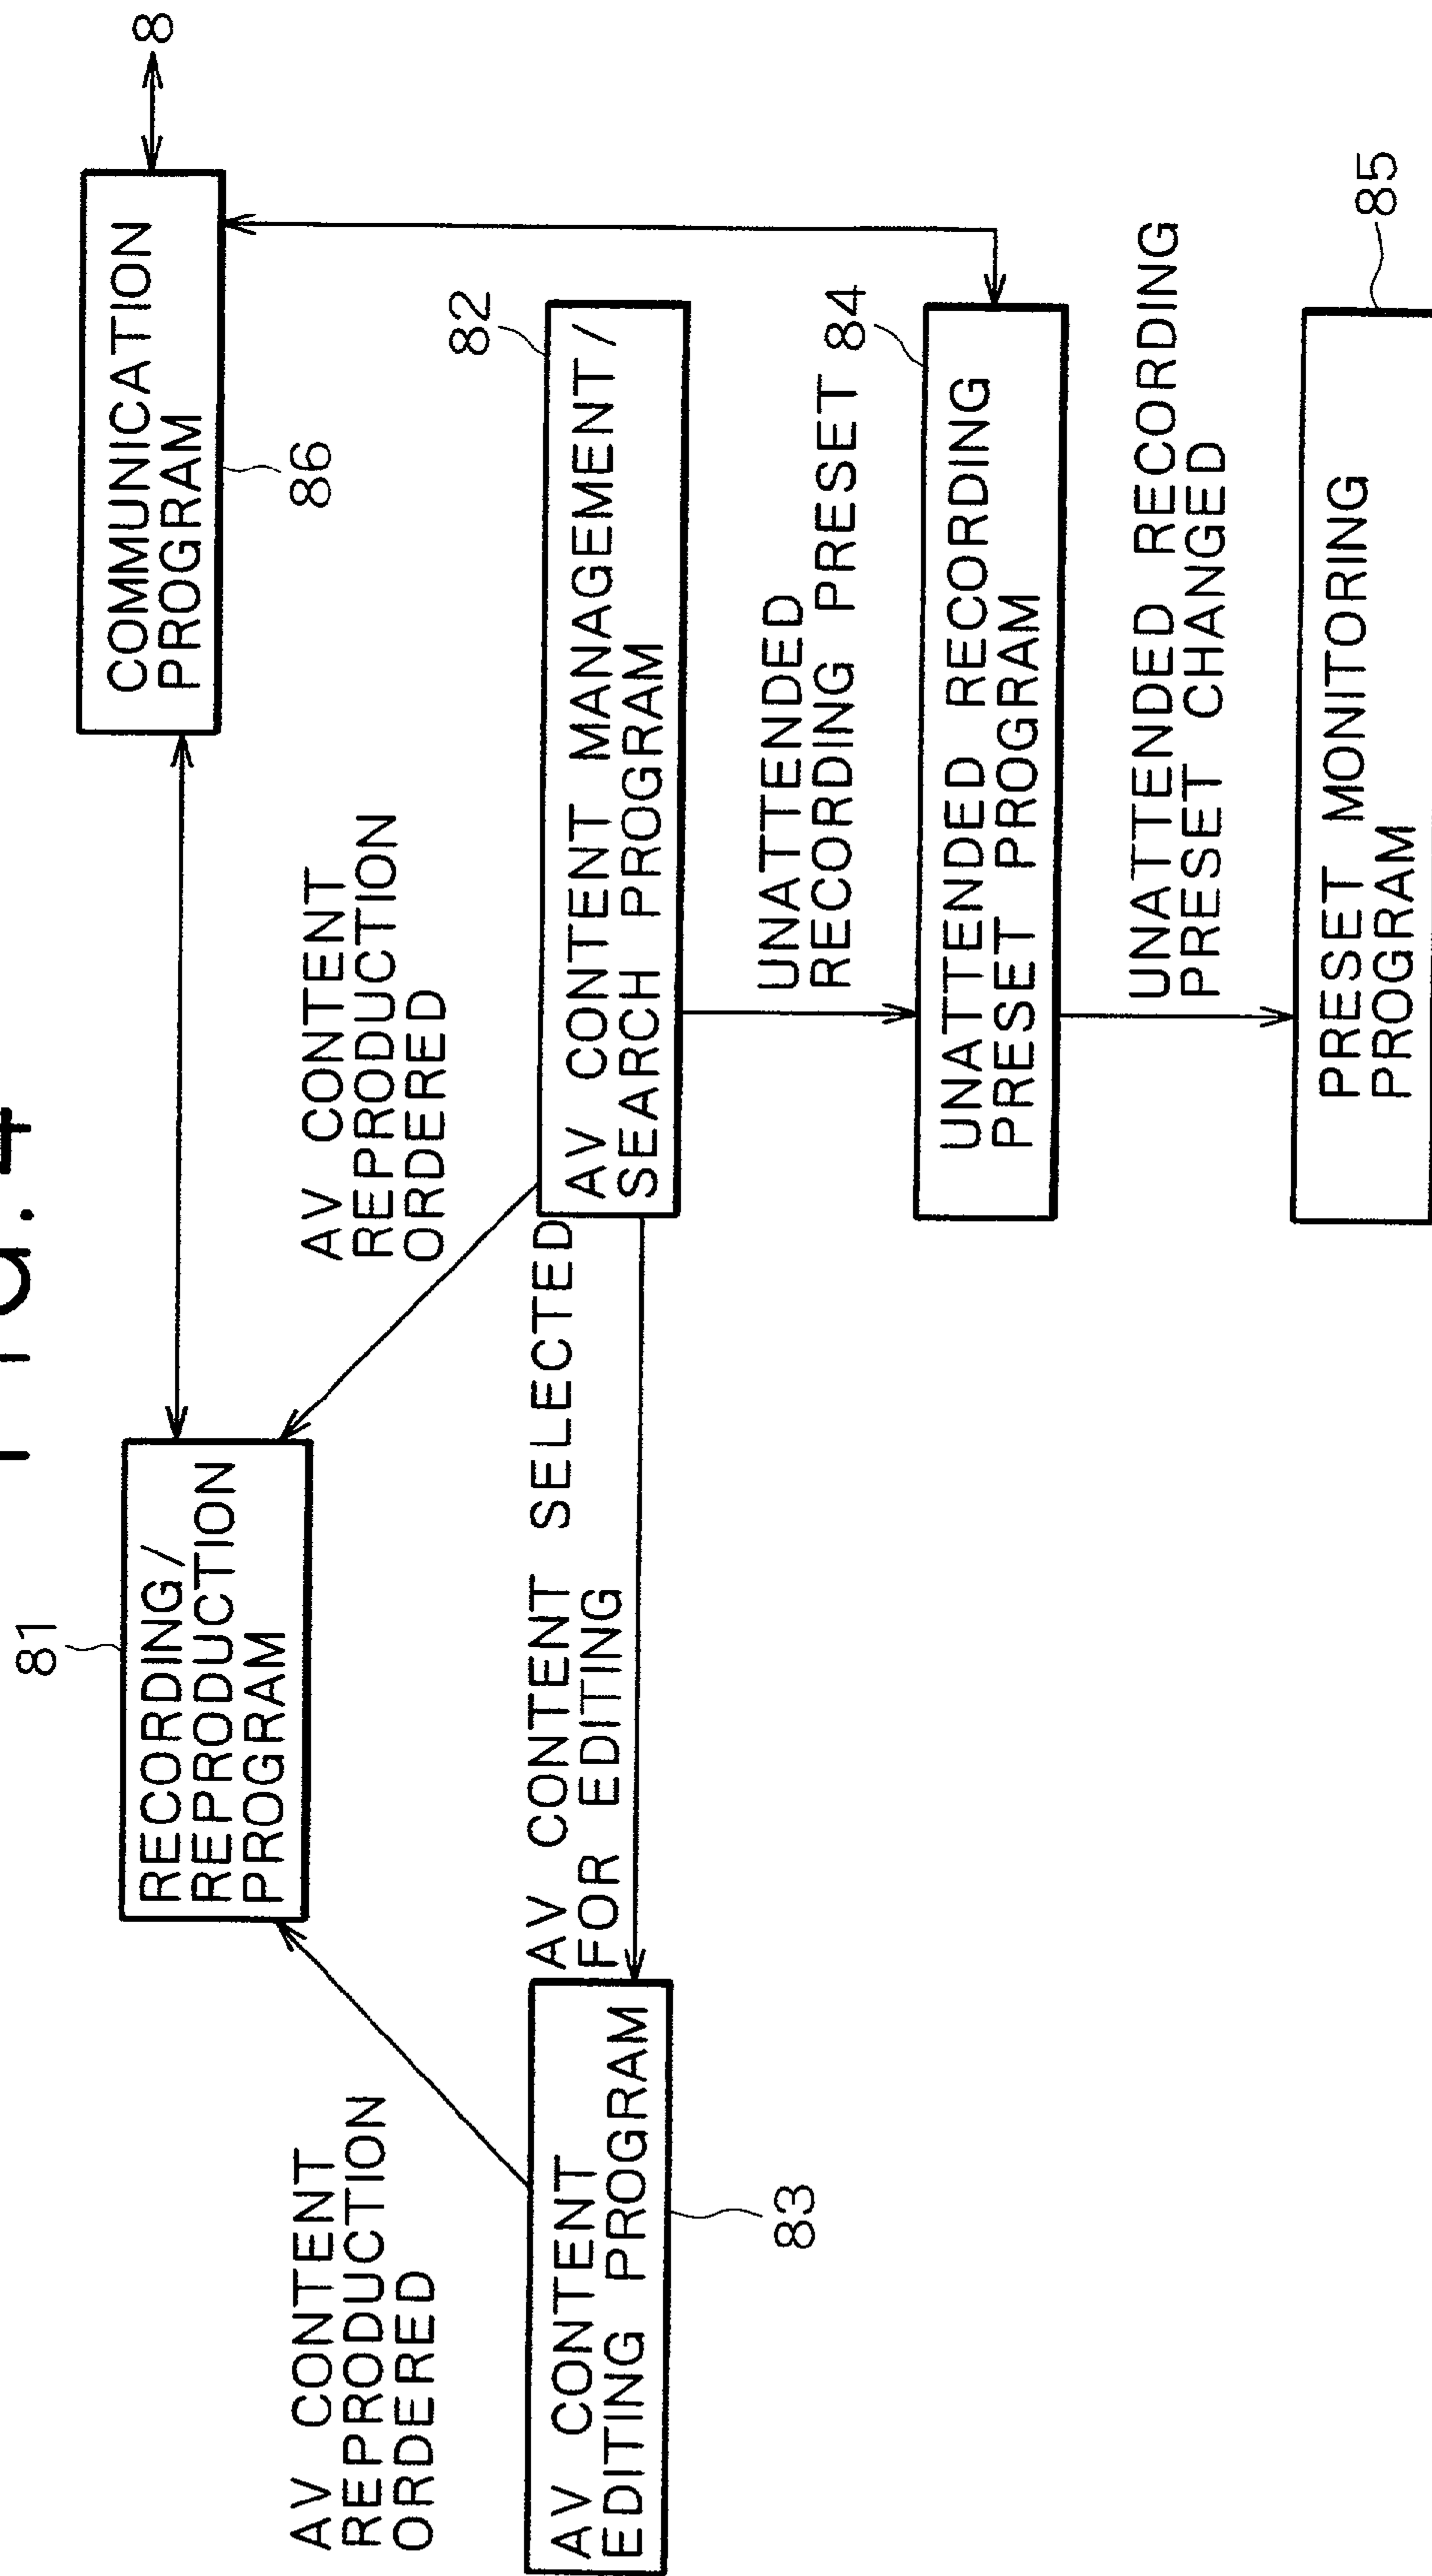 FIG. 4
81
RECORDING/
REPRODUCTION
PROGRAM
COMMUNICATION
PROGRAM
8
86
AV CONTENT
REPRODUCTION
ORDERED
AV CONTENT
REPRODUCTION
ORDERED
82
AV CONTENT
EDITING PROGRAM
83
AV CONTENT SELECTED
FOR EDITING
AV CONTENT MANAGEMENT/
SEARCH PROGRAM
UNATTENDED
RECORDING PRESET
84
UNATTENDED RECORDING
PRESET PROGRAM
UNATTENDED RECORDING
PRESET CHANGED
85
PRESET MONITORING
PROGRAM